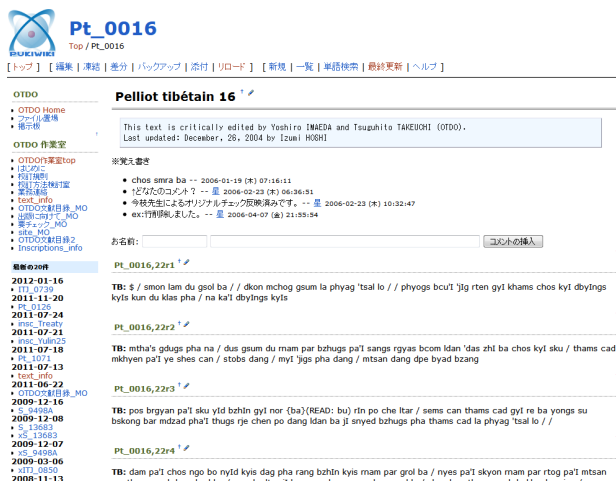 Pt_0016
Top / Pt_0016
PUKIWIKI
[ トップ ] [ 編集 | 凍結 | 差分 | バックアップ | 添付 | リロード ] [ 新規 | 一覧 | 単語検索 | 最終更新 | ヘルプ ]
OTDO
OTDO Home
ファイル置場
掲示板
↑
OTDO 作業室
OTDO作業室top
はじめに
校訂規則
校訂方法検討室
業務連絡
text_info
OTDO文献目録_MO
出版に向けて_MO
要チェック_MO
site_MO
OTDO文献目録2
Inscriptions_info
最新の20件
2012-01-16
ITJ_0739
2011-11-20
Pt_0126
2011-07-24
insc_Treaty
2011-07-21
insc_Yulin25
2011-07-18
Pt_1071
2011-07-13
text_info
2011-06-22
OTDO文献目録_MO
2009-12-16
S_9498A
2009-12-08
S_13683
xS_13683
2009-12-07
xS_9498A
2009-03-06
xITJ_0850
2008-11-13
Pelliot tibétain 16 †
This text is critically edited by Yoshiro IMAEDA and Tsuguhito TAKEUCHI (OTDO).
Last updated: December, 26, 2004 by Izumi HOSHI
※覚え書き
chos smra ba -- 2006-01-19 (木) 07:16:11
↑どなたのコメント? -- 星 2006-02-23 (木) 06:36:51
今枝先生によるオリジナルチェック反映済みです。 -- 星 2006-02-23 (木) 10:32:47
ex:行削除しました。 -- 2006-04-07 (金) 21:55:54
お名前: コメントの挿入
Pt_0016,22r1 †
TB: $ / smon lam du gsol ba / / dkon mchog gsum la phyag 'tsal lo / / phyogs bcu'I 'jIg rten gyI khams chos kyI dbyIngs
kyIs kun du klas pha / na ka'I dbyIngs kyIs
Pt_0016,22r2 †
TB: mtha's gdugs pha na / dus gsum du rnam par bzhugs pa'I sangs rgyas bcom ldan 'das zhI ba chos kyI sku / thams cad
mkhyen pa'I ye shes can / stobs dang / myI 'jigs pha dang / mtsan dang dpe byad bzang
Pt_0016,22r3 †
TB: pos brgyan pa'I sku yId bzhIn gyI nor {ba}(READ: bu) rIn po che ltar / sems can thams cad gyI re ba yongs su
bskong bar mdzad pha'I thugs rje chen po dang ldan ba jI snyed bzhugs pha thams cad la phyag 'tsal lo / /
Pt_0016,22r4 †
TB: dam pa'I chos ngo bo nyId kyis dag pha rang bzhIn kyis rnam par grol ba / nyes pa'I skyon rnam par rtog pa'I mtsan